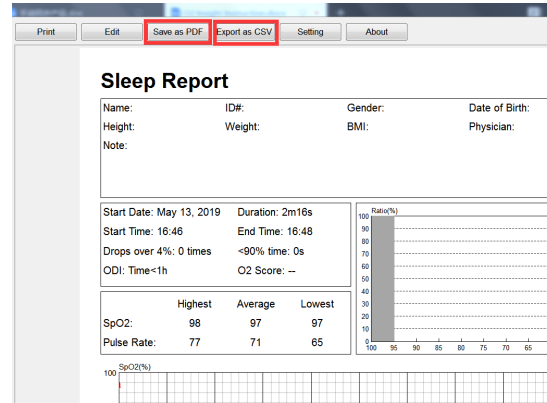 Print Edit Save as PDF Export as CSV Setting About
Sleep Report
Name: ID#: Gender: Date of Birth:
Height: Weight: BMI: Physician:
Note:
Start Date: May 13, 2019 Duration: 2m16s
Start Time: 16:46 End Time: 16:48
Drops over 4%: 0 times <90% time: 0s
ODI: Time<1h O2 Score: --
Highest Average Lowest
SpO2: 98 97 97
Pulse Rate: 77 71 65
Ratio(%)
100
90
80
70
60
50
40
30
20
10
0
100 95 90 85 80 75 70 65
SpO2(%)
100